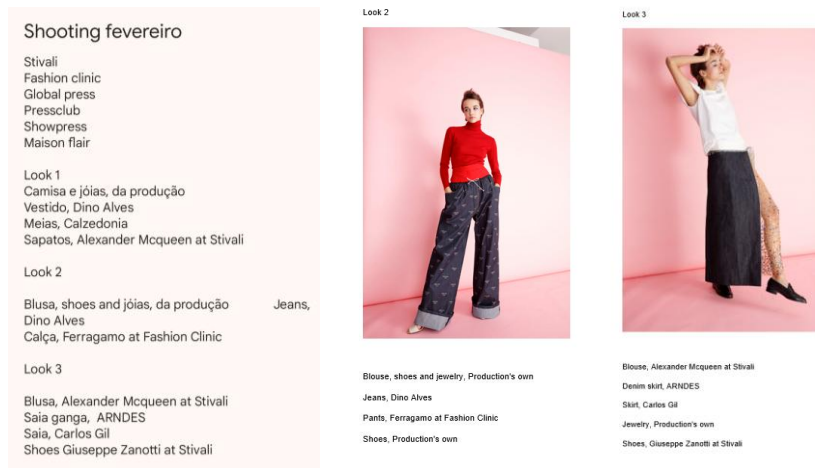 Shooting fevereiro
Stivali
Fashion clinic
Global press
Pressclub
Showpress
Maison flair
Look 1
Camisa e jóias, da produção
Vestido, Dino Alves
Meias, Calzedonia
Sapatos, Alexander Mcqueen at Stivali
Look 2
Blusa, shoes and jóias, da produção Jeans,
Dino Alves
Calça, Ferragamo at Fashion Clinic
Look 3
Blusa, Alexander Mcqueen at Stivali
Saia ganga, ARNDES
Saia, Carlos Gil
Shoes Giuseppe Zanotti at Stivali
Look 2
Blouse, shoes and jewelry, Production's own
Jeans, Dino Alves
Pants, Ferragamo at Fashion Clinic
Shoes, Production's own
Look 3
Blouse, Alexander Mcqueen at Stivali
Denim skirt, ARNDES
Skirt, Carlos Gil
Jewelry, Production's own
Shoes, Giuseppe Zanotti at Stivali